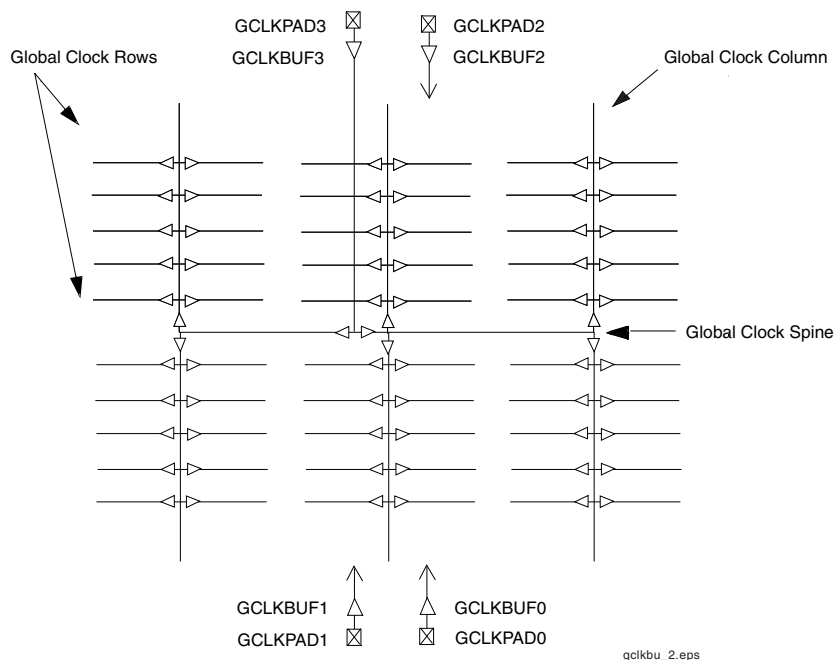 GCLKPAD3 GCLKPAD2
Global Clock Rows GCLKBUF3 GCLKBUF2 Global Clock Column
Global Clock Spine
GCLKBUF1 GCLKBUF0
GCLKPAD1 GCLKPAD0
gclkbu_2.eps